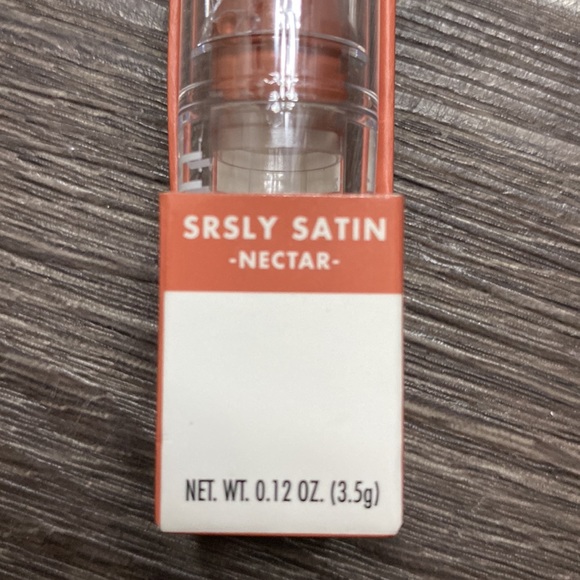 SRSLY SATIN
-NECTAR-
NET. WT. 0.12 OZ. (3.5g)